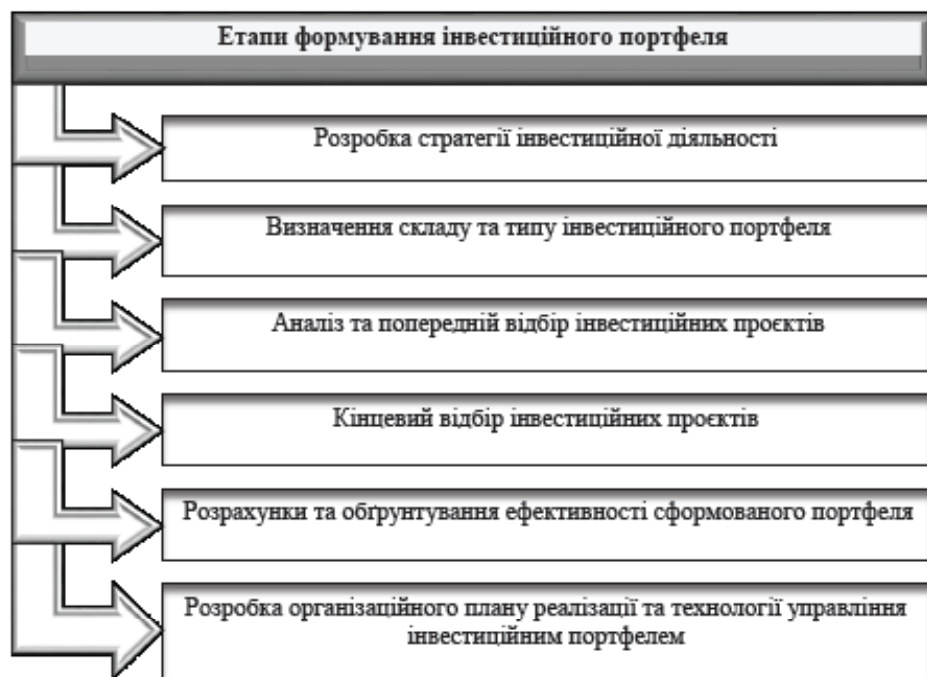 Етапи формування інвестиційного портфеля
Розробка стратегії інвестиційної діяльності
Визначення складу та типу інвестиційного портфеля
Аналіз та попередній відбір інвестиційних проєктів
Кінцевий відбір інвестиційних проєктів
Розрахунки та обґрунтування ефективності сформованого портфеля
Розробка організаційного плану реалізації та технології управління
інвестиційним портфелем